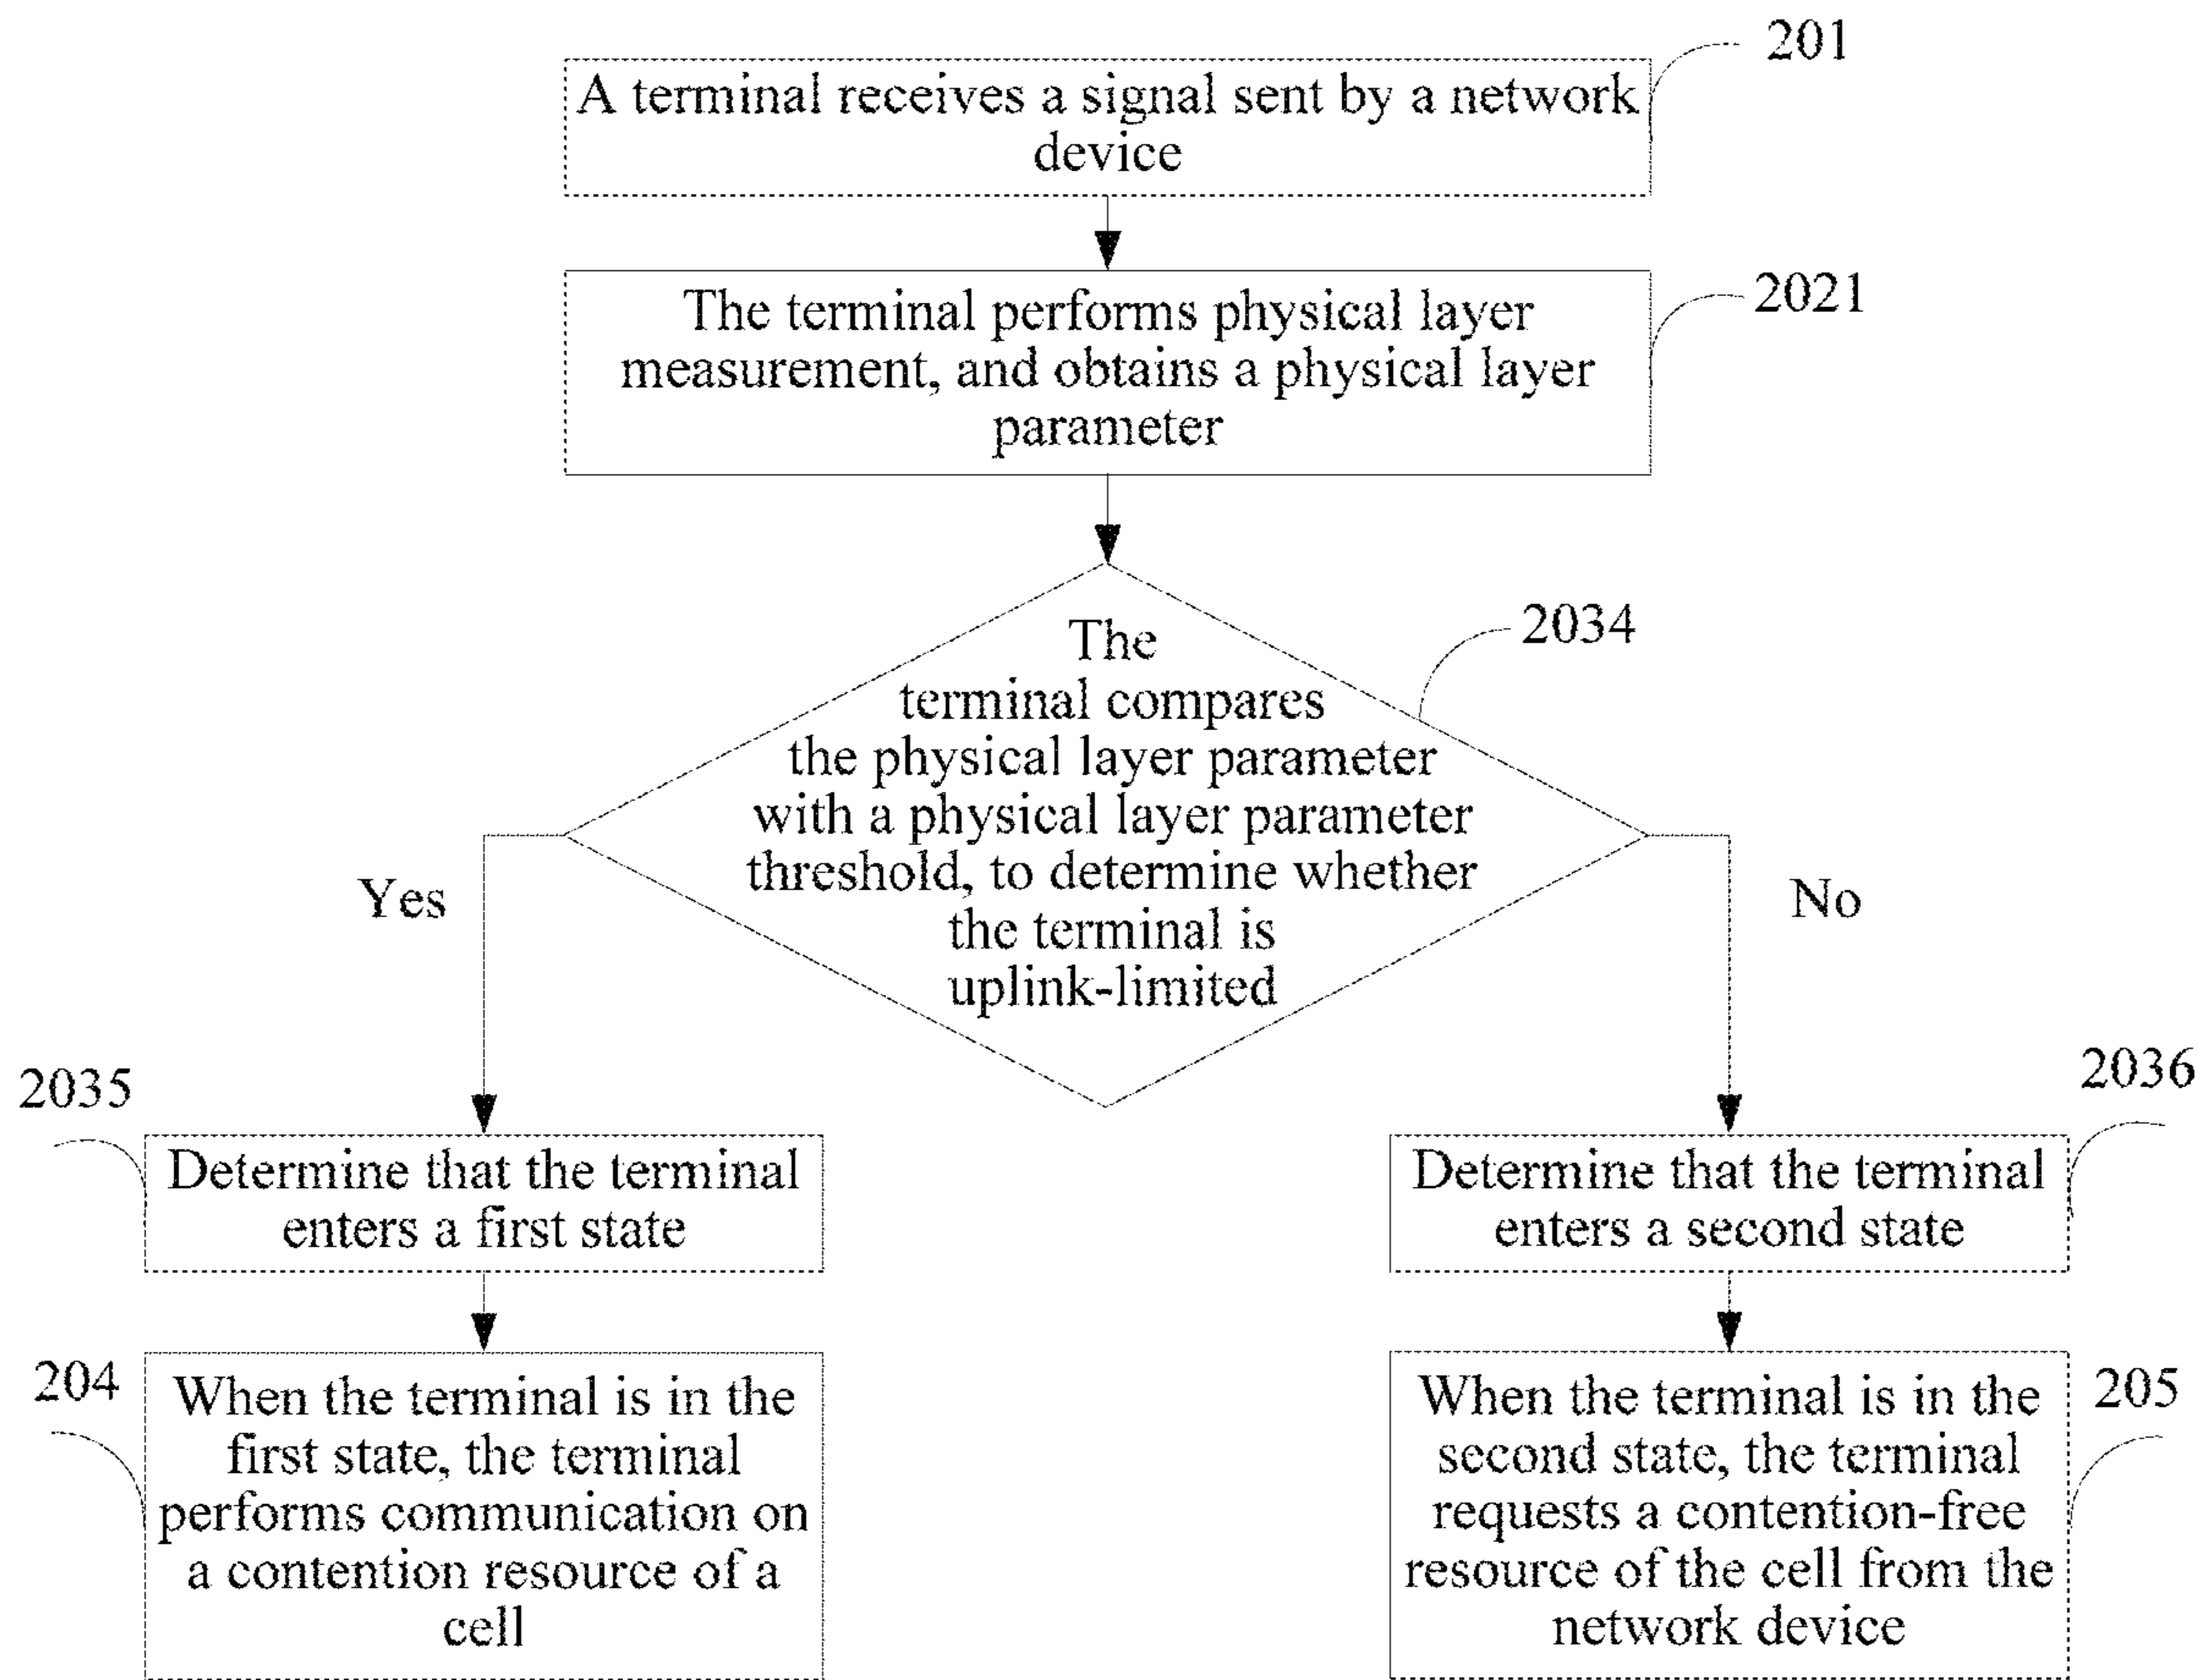 201
A terminal receives a signal sent by a network
device
2021
The terminal performs physical layer
measurement, and obtains a physical layer
parameter
2034
The
terminal compares
the physical layer parameter
with a physical layer parameter
threshold, to determine whether
the terminal is
uplink-limited
Yes
No
2035
Determine that the terminal
enters a first state
2036
Determine that the terminal
enters a second state
204
When the terminal is in the
first state, the terminal
performs communication on
a contention resource of a
cell
205
When the terminal is in the
second state, the terminal
requests a contention-free
resource of the cell from the
network device